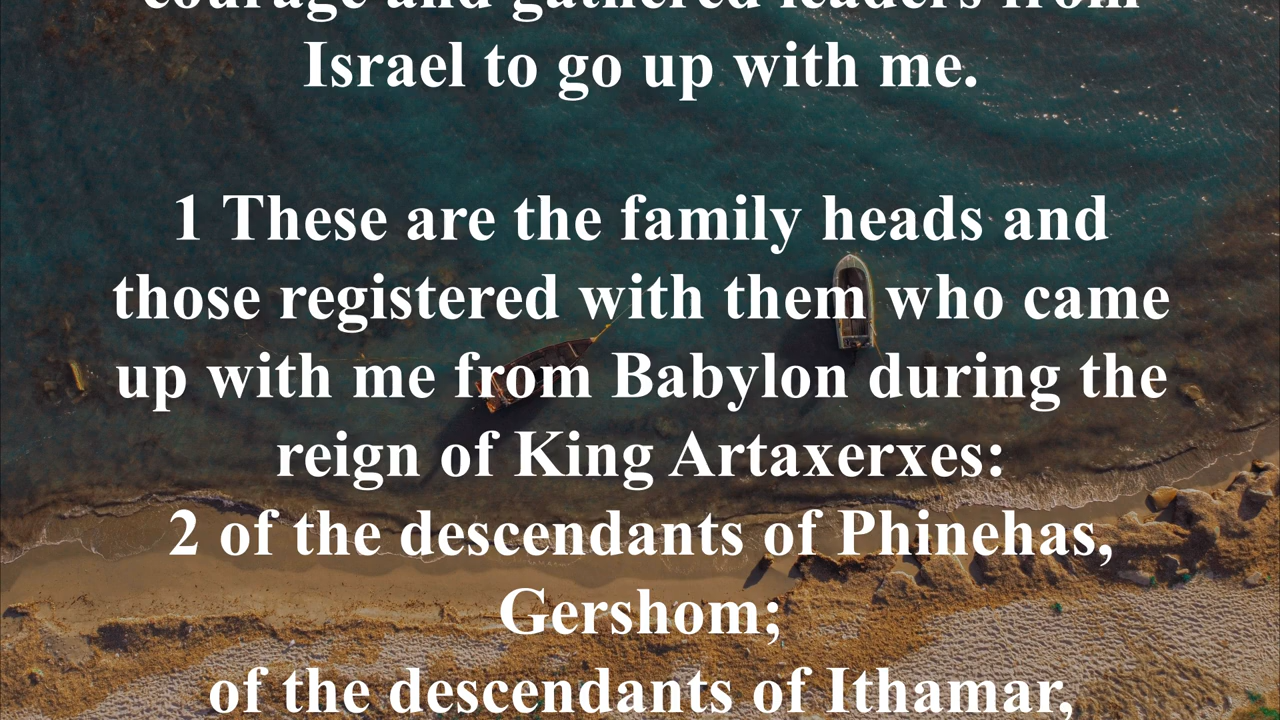 courage and gathered leaders from
Israel to go up with me.
1 These are the family heads and
those registered with them who came
up with me from Babylon during the
reign of King Artaxerxes:
2 of the descendants of Phinehas,
Gershom;
of the descendants of Ithamar,